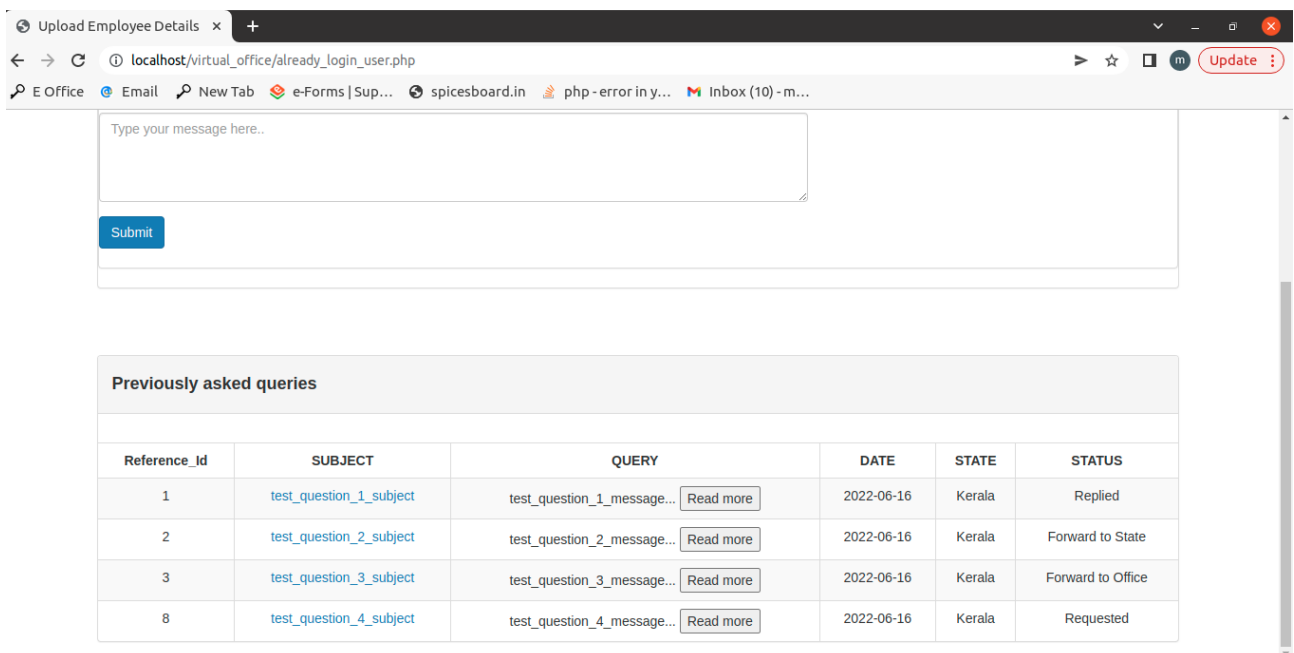 Upload Employee Details × +
localhost/virtual_office/already_login_user.php m Update
E Office Email New Tab e-Forms | Sup... spicesboard.in php - error in y... Inbox (10) - m...
Type your message here..
Submit
Previously asked queries
Reference_Id SUBJECT QUERY DATE STATE STATUS
1 test_question_1_subject test_question_1_message... Read more 2022-06-16 Kerala Replied
2 test_question_2_subject test_question_2_message... Read more 2022-06-16 Kerala Forward to State
3 test_question_3_subject test_question_3_message... Read more 2022-06-16 Kerala Forward to Office
8 test_question_4_subject test_question_4_message... Read more 2022-06-16 Kerala Requested